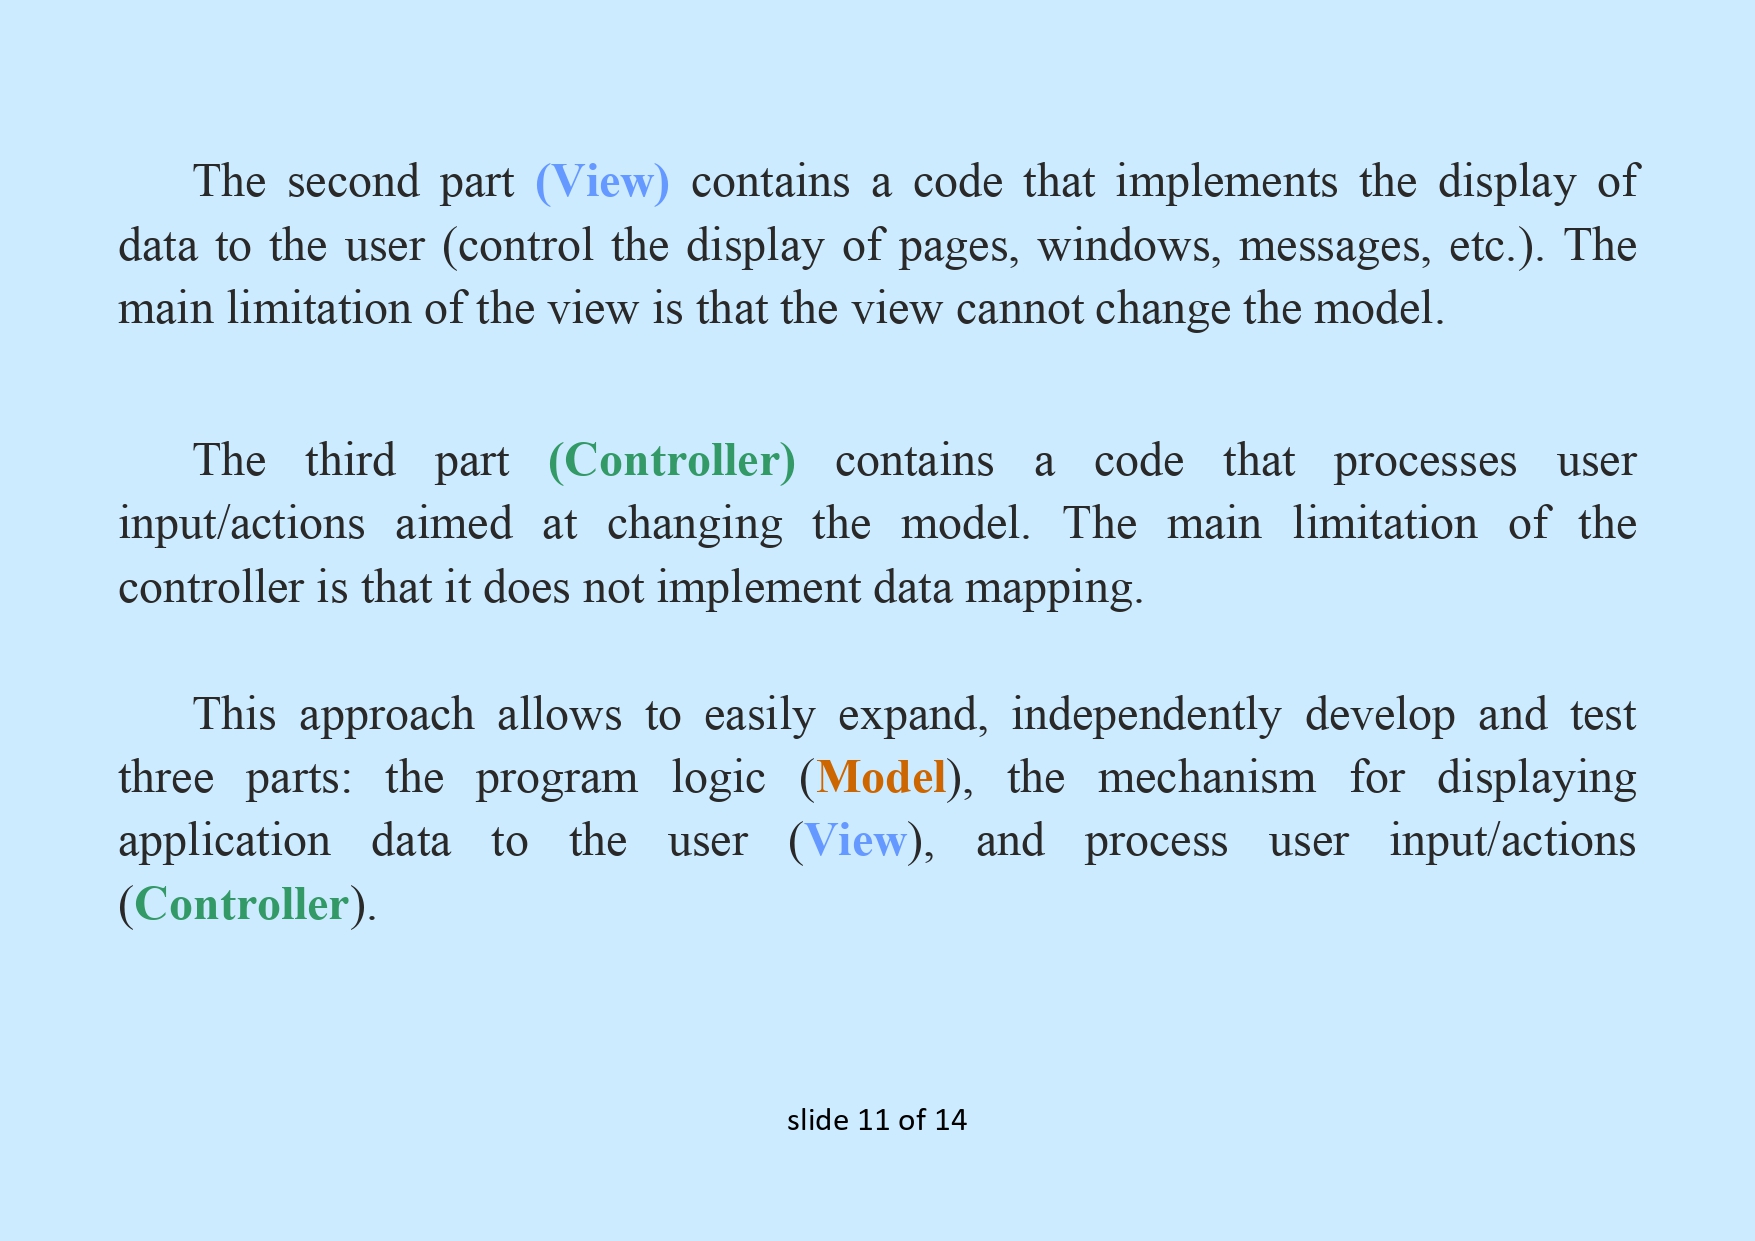 The second part (View) contains a code that implements the display of
data to the user (control the display of pages, windows, messages, etc.). The
main limitation of the view is that the view cannot change the model.
The third part (Controller) contains a code that processes user
input/actions aimed at changing the model. The main limitation of the
controller is that it does not implement data mapping.
This approach allows to easily expand, independently develop and test
three parts: the program logic (Model), the mechanism for displaying
application data to the user (View), and process user input/actions
(Controller).
slide 11 of 14